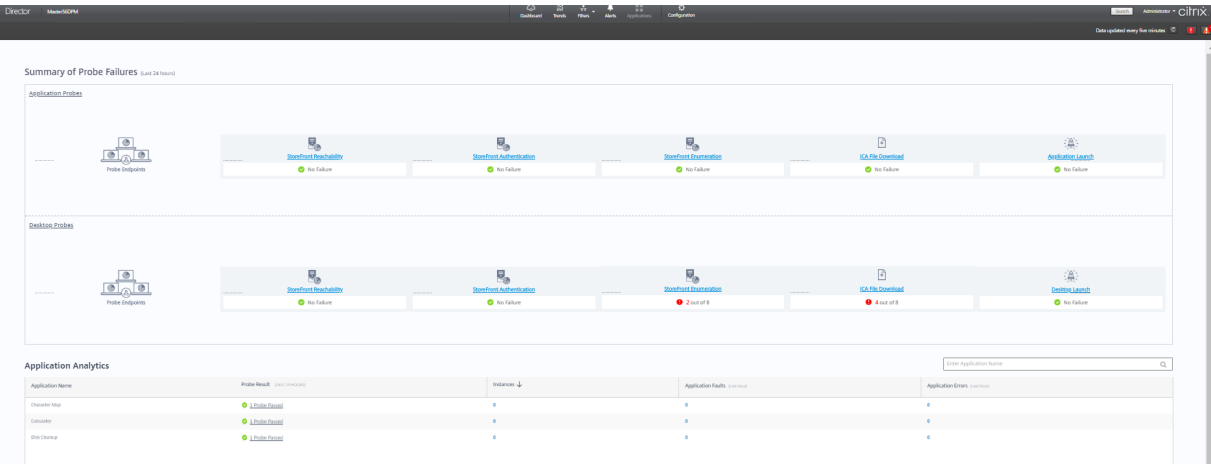 Director MasterSEDPM Dashboard Trends Filters Alerts Applications Configuration Search Administrator citrix
Data updated every five minutes
Summary of Probe Failures (Last 24 hours)
Application Probes
Probe Endpoints
StoreFront Reachability StoreFront Authentication StoreFront Enumeration ICA File Download Application Launch
No Failure No Failure No Failure No Failure No Failure
Desktop Probes
Probe Endpoints
StoreFront Reachability StoreFront Authentication StoreFront Enumeration ICA File Download Desktop Launch
No Failure No Failure 2 out of 8 4 out of 8 No Failure
Application Analytics
Enter Application Name
Application Name Probe Result Instances Application Faults Application Errors
Character Map 1 Probe Passed 0 0 0
Calculator 1 Probe Passed 0 0 0
Disk Cleanup 1 Probe Passed 0 0 0